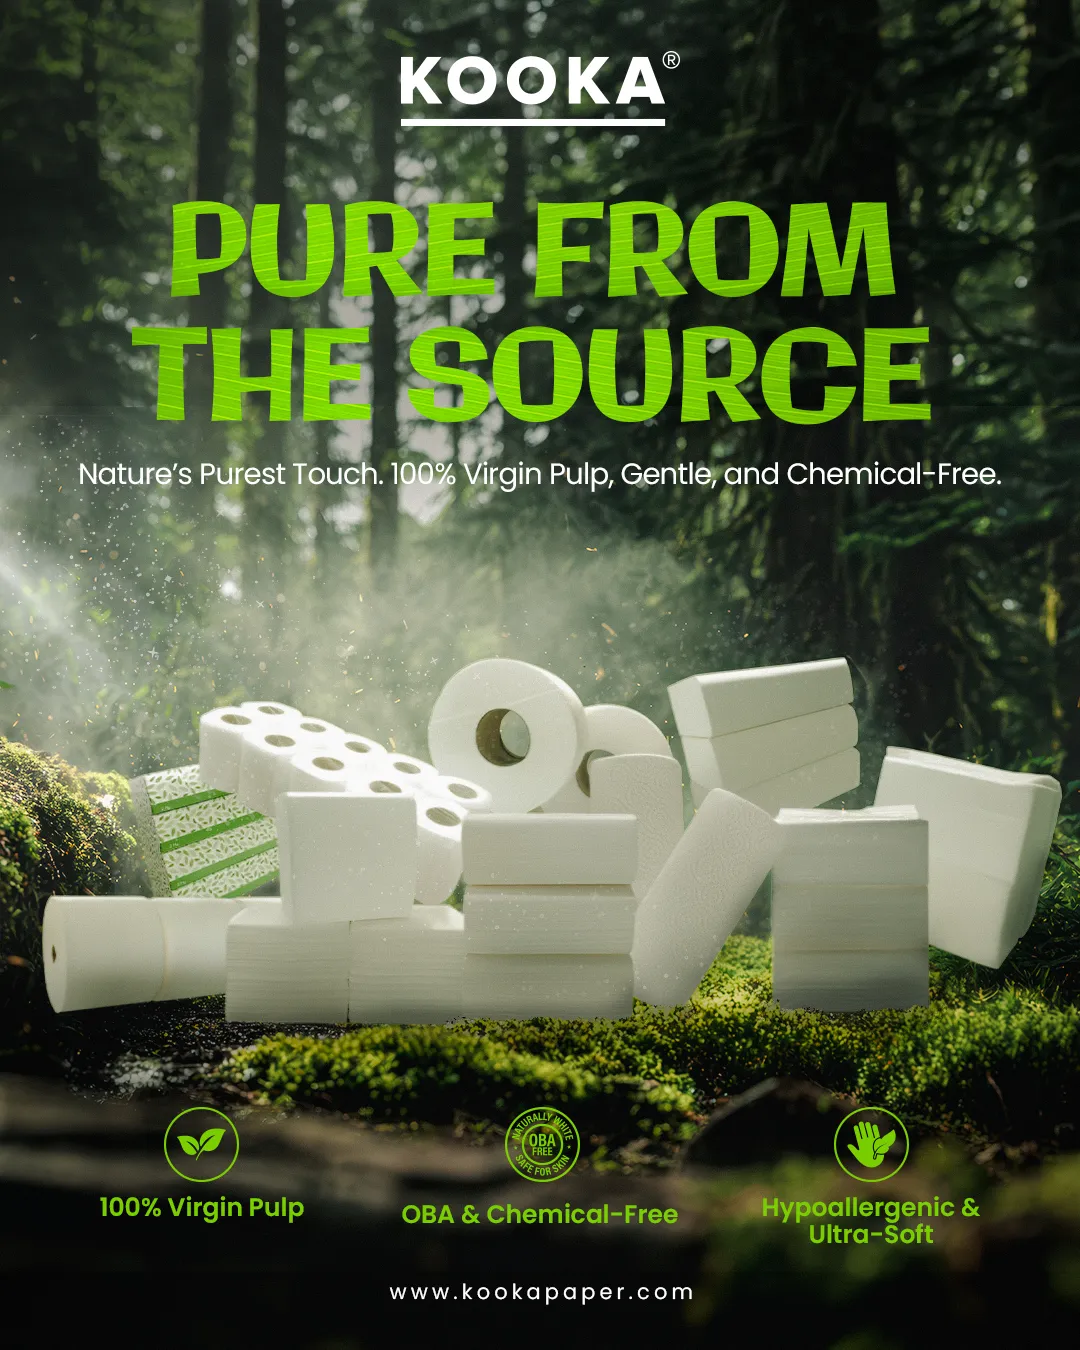 KOOKA®
PURE FROM
THE SOURCE
Nature's Purest Touch. 100% Virgin Pulp, Gentle, and Chemical-Free.
NATURALLY WHITE
OBA
FREE
• SAFE FOR SKIN •
100% Virgin Pulp
OBA & Chemical-Free
Hypoallergenic &
Ultra-Soft
www.kookapaper.com